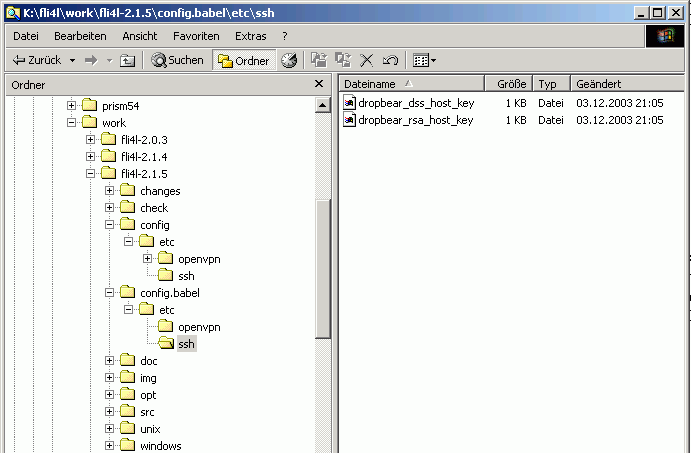 K:\fli4l\work\fli4l-2.1.5\config.babel\etc\ssh
Datei Bearbeiten Ansicht Favoriten Extras ?
Zurück Suchen Ordner
Ordner
prism54
work
fli4l-2.0.3
fli4l-2.1.4
fli4l-2.1.5
changes
check
config
etc
openvpn
ssh
config.babel
etc
openvpn
ssh
doc
img
opt
src
unix
windows
Dateiname Größe Typ Geändert
dropbear_dss_host_key 1 KB Datei 03.12.2003 21:05
dropbear_rsa_host_key 1 KB Datei 03.12.2003 21:05